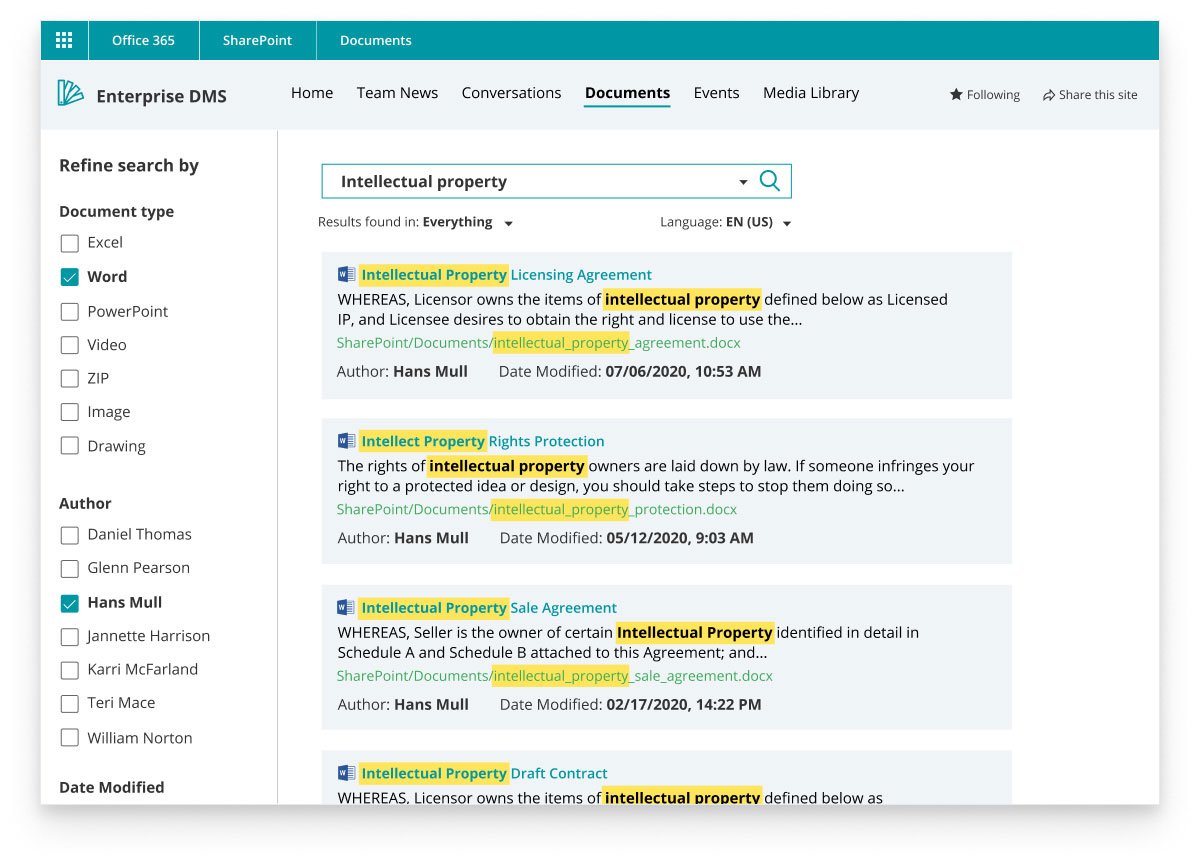 Office 365 SharePoint Documents
Enterprise DMS Home Team News Conversations Documents Events Media Library Following Share this site
Refine search by
Document type
Excel
Word
PowerPoint
Video
ZIP
Image
Drawing
Author
Daniel Thomas
Glenn Pearson
Hans Mull
Jannette Harrison
Karri McFarland
Teri Mace
William Norton
Date Modified
Intellectual property
Results found in: Everything Language: EN (US)
Intellectual Property Licensing Agreement
WHEREAS, Licensor owns the items of intellectual property defined below as Licensed
IP, and Licensee desires to obtain the right and license to use the...
SharePoint/Documents/intellectual_property_agreement.docx
Author: Hans Mull Date Modified: 07/06/2020, 10:53 AM
Intellect Property Rights Protection
The rights of intellectual property owners are laid down by law. If someone infringes your
right to a protected idea or design, you should take steps to stop them doing so...
SharePoint/Documents/intellectual_property_protection.docx
Author: Hans Mull Date Modified: 05/12/2020, 9:03 AM
Intellectual Property Sale Agreement
WHEREAS, Seller is the owner of certain Intellectual Property identified in detail in
Schedule A and Schedule B attached to this Agreement; and...
SharePoint/Documents/intellectual_property_sale_agreement.docx
Author: Hans Mull Date Modified: 02/17/2020, 14:22 PM
Intellectual Property Draft Contract
WHEREAS, Licensor owns the items of intellectual property defined below as